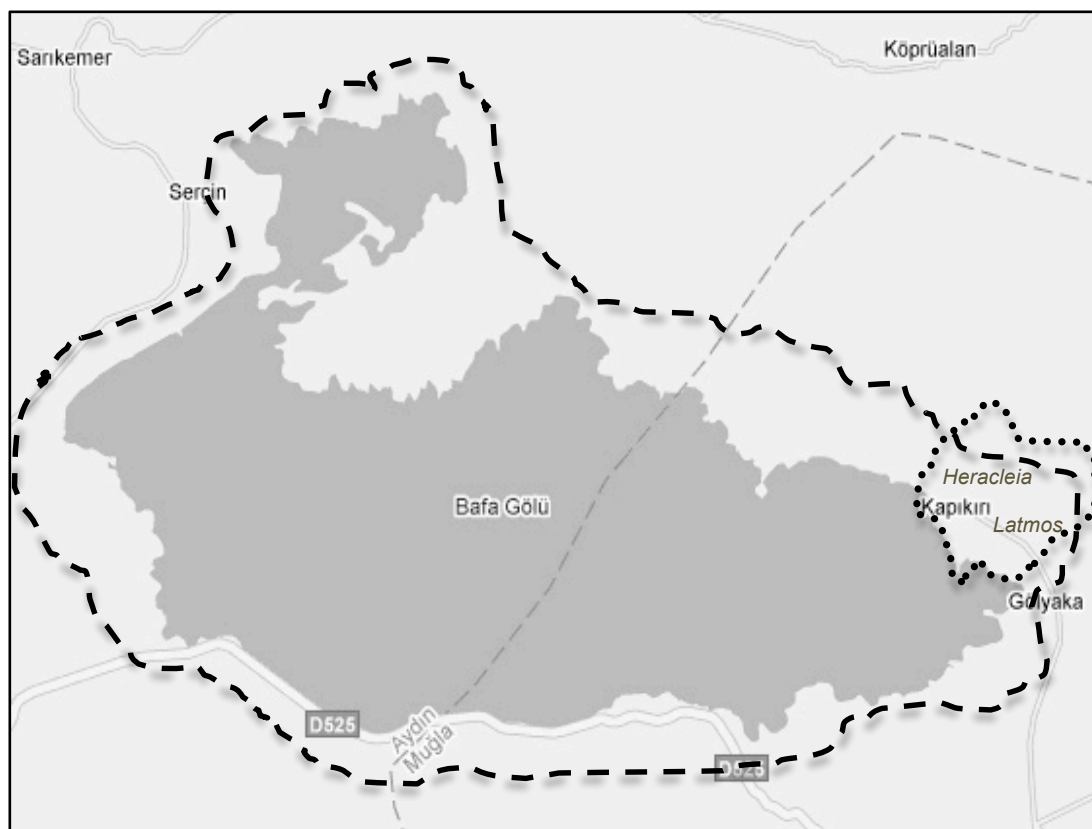 Sarıkemer
Köprüalan
Serçin
Heracleia
Bafa Gölü
Kapıkırı
Latmos
Gölyaka
D525
Aydın
Muğla
D525